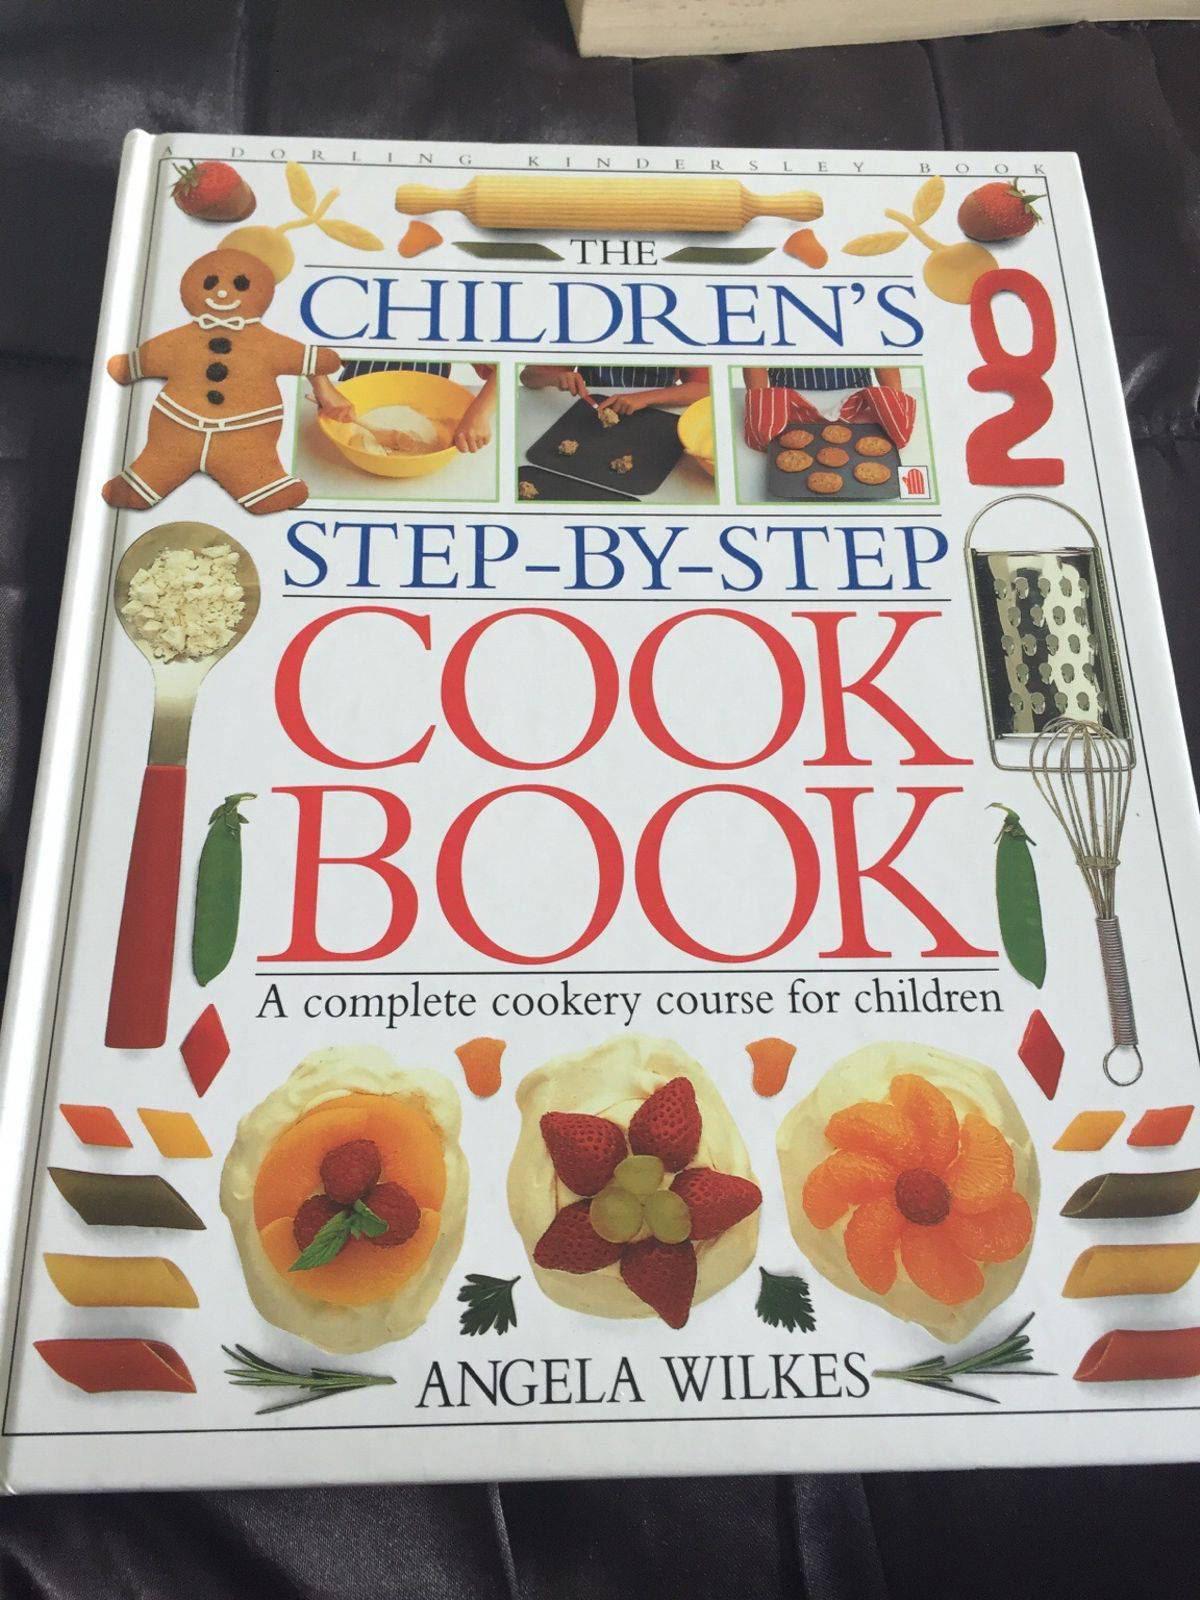 A DORLING KINDERSLEY BOOK
THE
CHILDREN'S
STEP-BY-STEP
COOK
BOOK
A complete cookery course for children
ANGELA WILKES